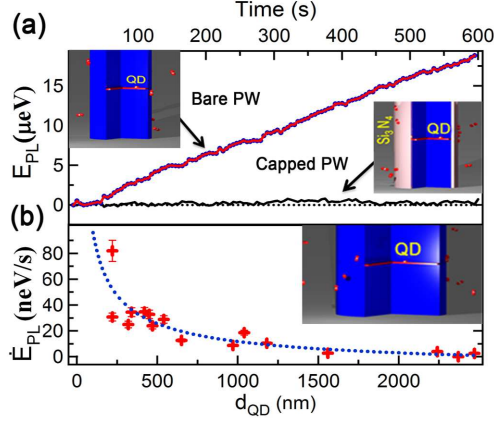 Time (s)
100 200 300 400 500 600
(a)
QD
Bare PW
Si3N4
QD
Capped PW
15
10
5
0
E_PL (µeV)
(b)
QD
80
60
40
20
0
Ė_PL (neV/s)
0 500 1000 1500 2000
d_QD (nm)